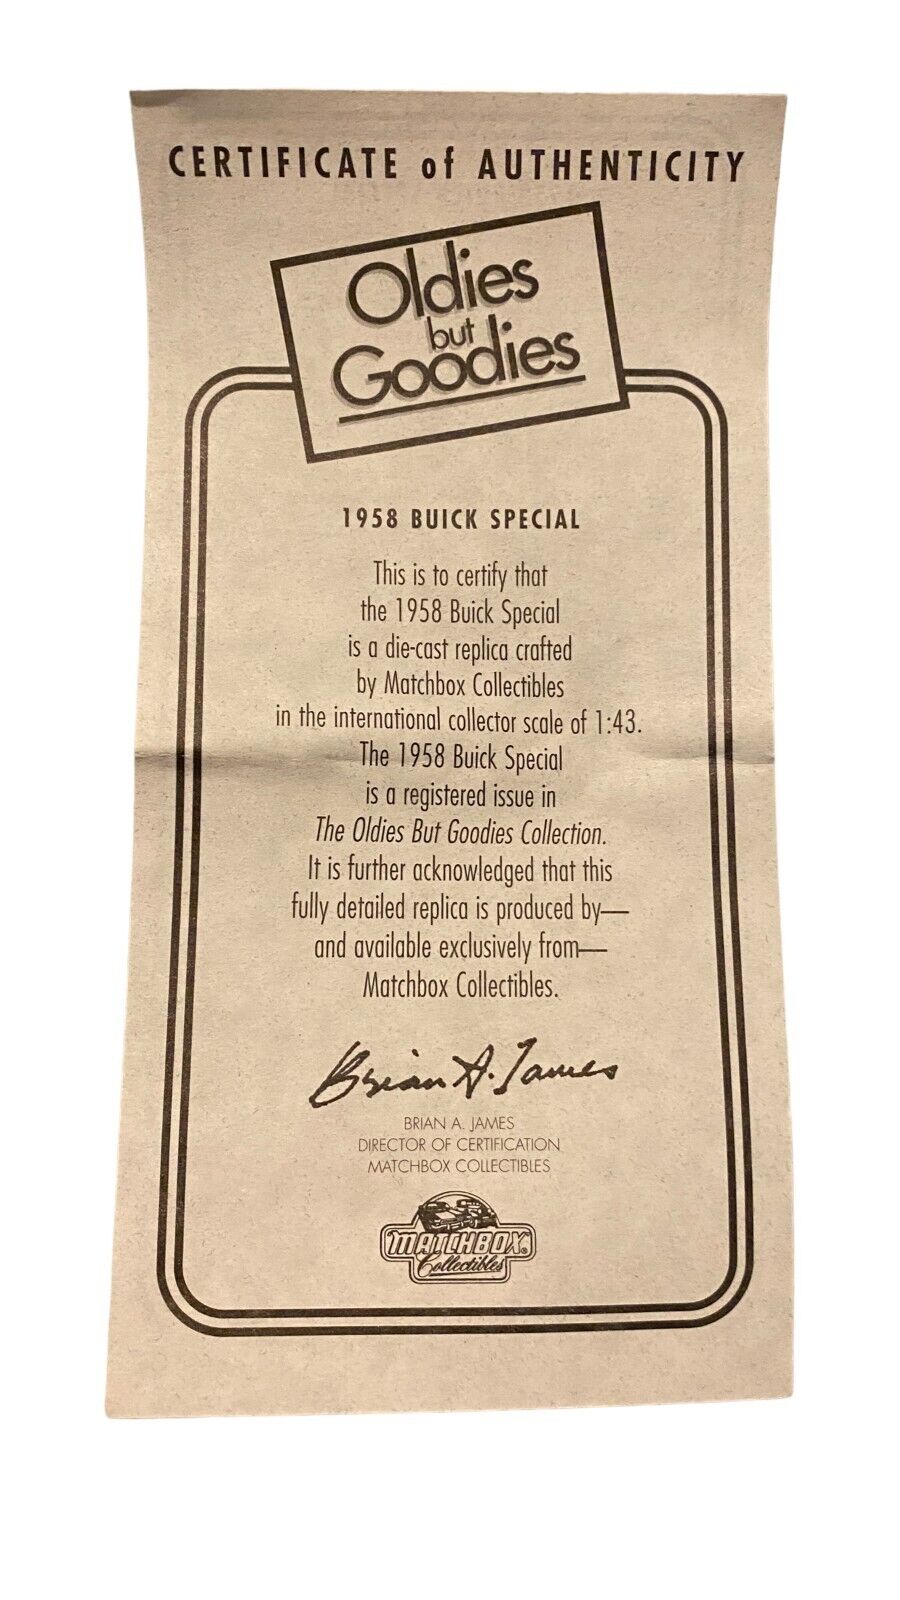 CERTIFICATE of AUTHENTICITY
Oldies
but
Goodies
1958 BUICK SPECIAL
This is to certify that
the 1958 Buick Special
is a die-cast replica crafted
by Matchbox Collectibles
in the international collector scale of 1:43.
The 1958 Buick Special
is a registered issue in
The Oldies But Goodies Collection.
It is further acknowledged that this
fully detailed replica is produced by—
and available exclusively from—
Matchbox Collectibles.
Brian A. James
BRIAN A. JAMES
DIRECTOR OF CERTIFICATION
MATCHBOX COLLECTIBLES
MATCHBOX®
Collectibles